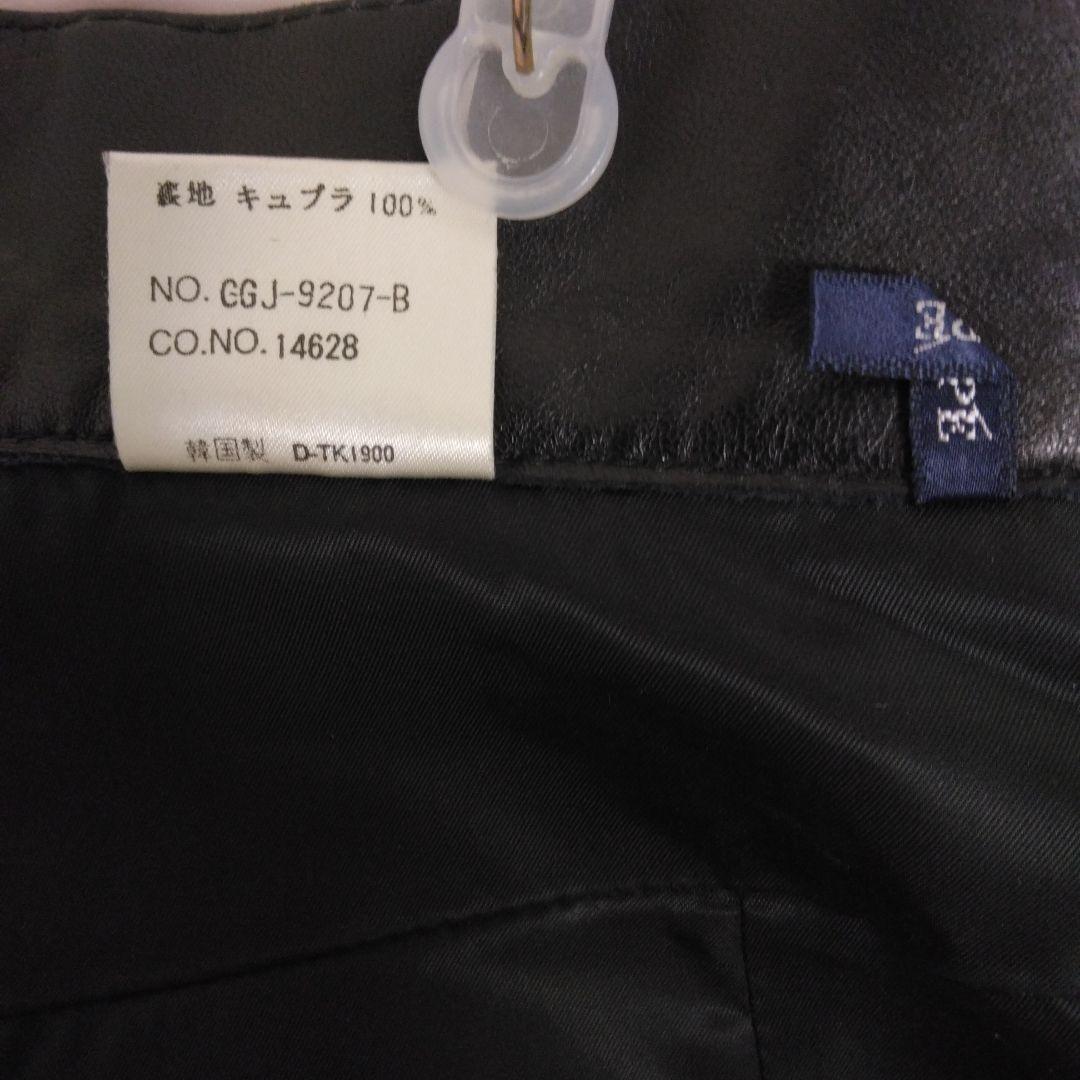 裏地 キュプラ 100%
NO. GGJ-9207-B
CO.NO. 14628
韓国製 D-TK1900